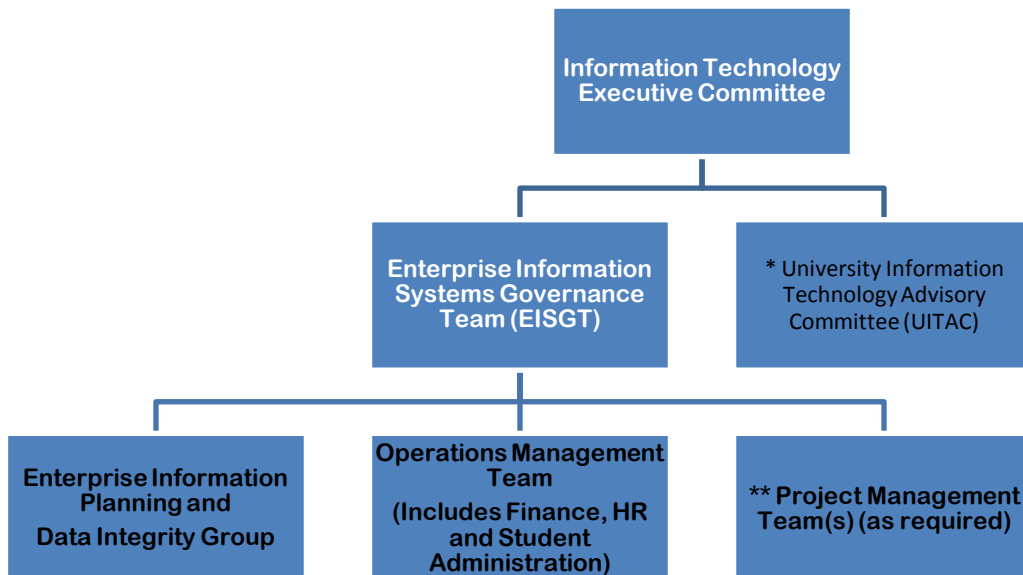 Information Technology
Executive Committee
Enterprise Information
Systems Governance
Team (EISGT)
* University Information
Technology Advisory
Committee (UITAC)
Enterprise Information
Planning and
Data Integrity Group
Operations Management
Team
(Includes Finance, HR
and Student
Administration)
** Project Management
Team(s) (as required)